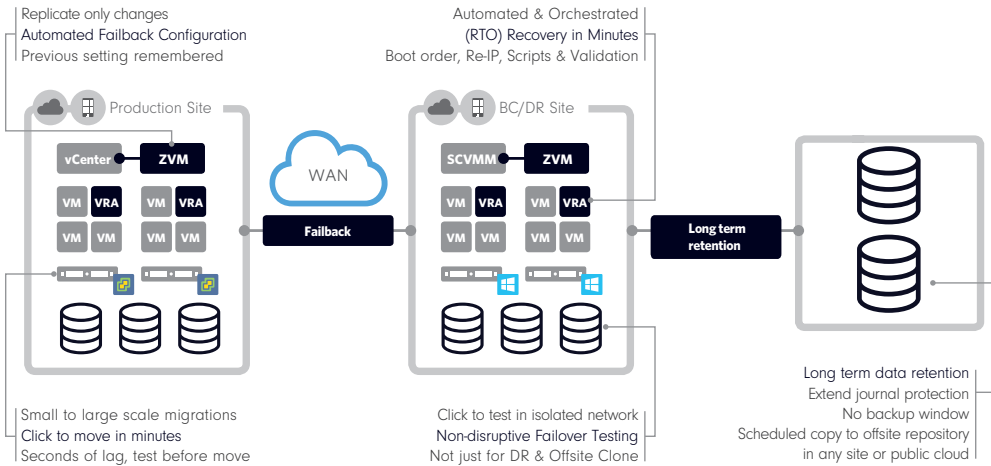 Replicate only changes
Automated Failback Configuration
Previous setting remembered
Automated & Orchestrated
(RTO) Recovery in Minutes
Boot order, Re-IP, Scripts & Validation
Production Site
BC/DR Site
vCenter
ZVM
SCVMM
ZVM
WAN
VM
VRA
VM
VRA
VM
VRA
VM
VRA
VM
VM
VM
VM
VM
VM
VM
VM
Failback
Long term
retention
Small to large scale migrations
Click to move in minutes
Seconds of lag, test before move
Click to test in isolated network
Non-disruptive Failover Testing
Not just for DR & Offsite Clone
Long term data retention
Extend journal protection
No backup window
Scheduled copy to offsite repository
in any site or public cloud